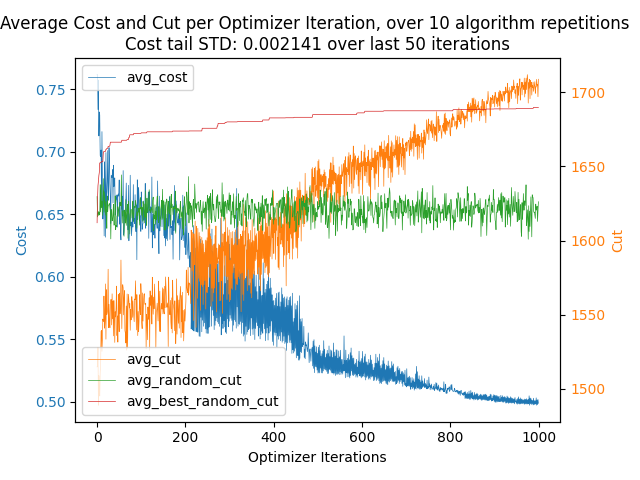 Average Cost and Cut per Optimizer Iteration, over 10 algorithm repetitions
Cost tail STD: 0.002141 over last 50 iterations
avg_cost
0.75
0.70
0.65
0.60
0.55
0.50
Cost
1700
1650
1600
1550
1500
Cut
avg_cut
avg_random_cut
avg_best_random_cut
0
200
400
600
800
1000
Optimizer Iterations